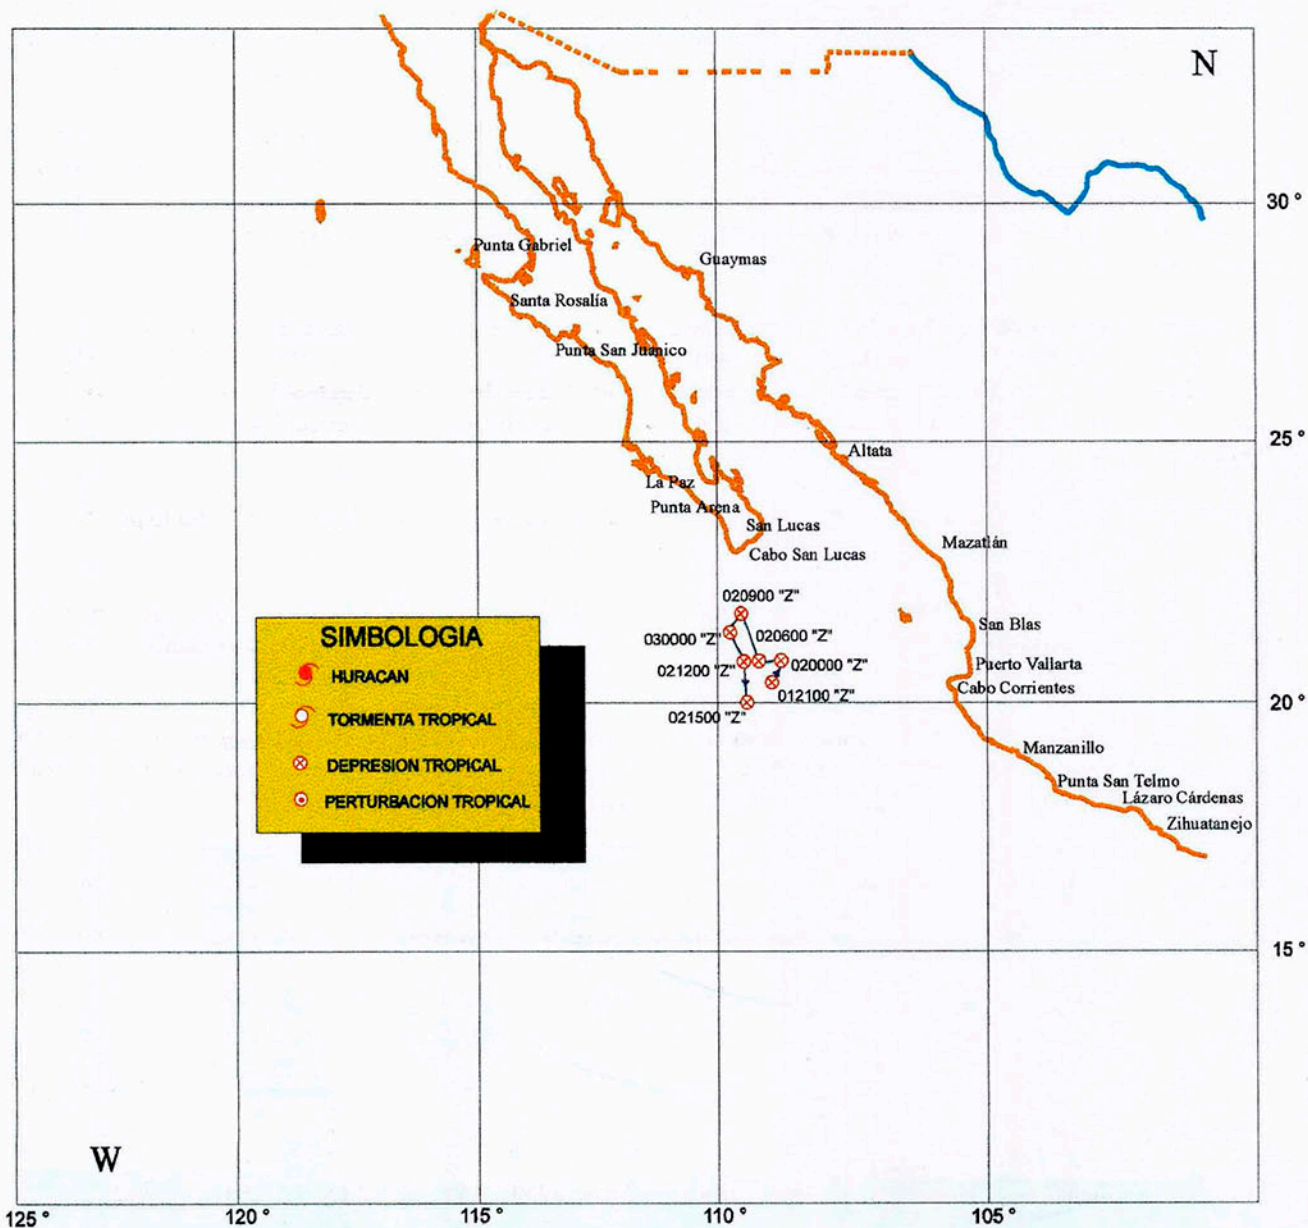 N
30 °
Punta Gabriel
Guaymas
Santa Rosalía
Punta San Juanico
25 °
Altata
La Paz
Punta Arena
San Lucas
Mazatlán
Cabo San Lucas
020900 "Z"
San Blas
SIMBOLOGIA
030000 "Z"
020600 "Z"
HURACAN
021200 "Z"
020000 "Z"
Puerto Vallarta
Cabo Corrientes
012100 "Z"
20 °
TORMENTA TROPICAL
021500 "Z"
Manzanillo
DEPRESION TROPICAL
Punta San Telmo
PERTURBACION TROPICAL
Lázaro Cárdenas
Zihuatanejo
15 °
W
125 °
120 °
115 °
110 °
105 °